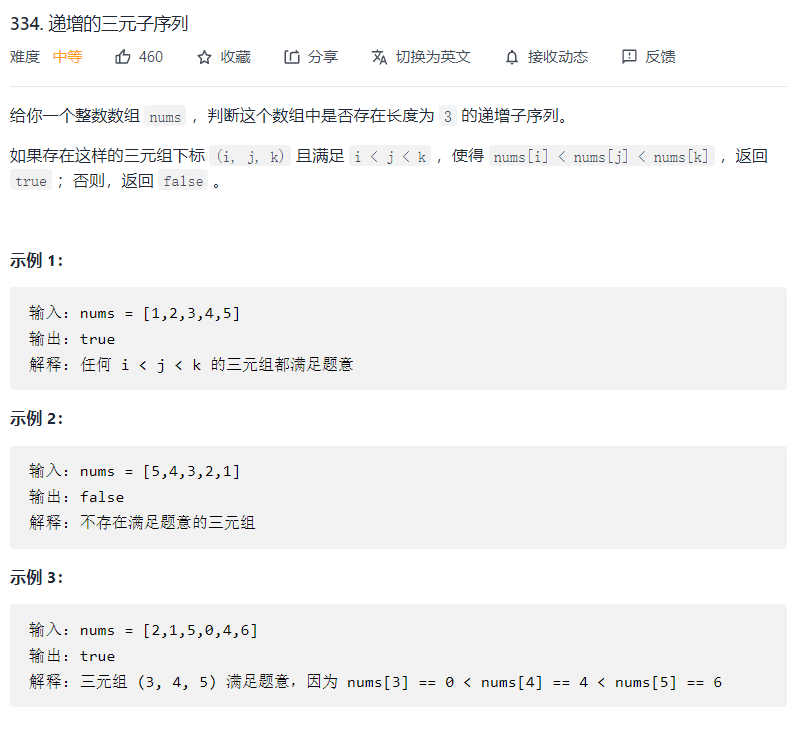 334. 递增的三元子序列
难度 中等 460 收藏 分享 切换为英文 接收动态 反馈
给你一个整数数组 nums ，判断这个数组中是否存在长度为 3 的递增子序列。
如果存在这样的三元组下标 (i, j, k) 且满足 i < j < k ，使得 nums[i] < nums[j] < nums[k] ，返回
true ；否则，返回 false 。
示例 1：
输入：nums = [1,2,3,4,5]
输出：true
解释：任何 i < j < k 的三元组都满足题意
示例 2：
输入：nums = [5,4,3,2,1]
输出：false
解释：不存在满足题意的三元组
示例 3：
输入：nums = [2,1,5,0,4,6]
输出：true
解释：三元组 (3, 4, 5) 满足题意，因为 nums[3] == 0 < nums[4] == 4 < nums[5] == 6